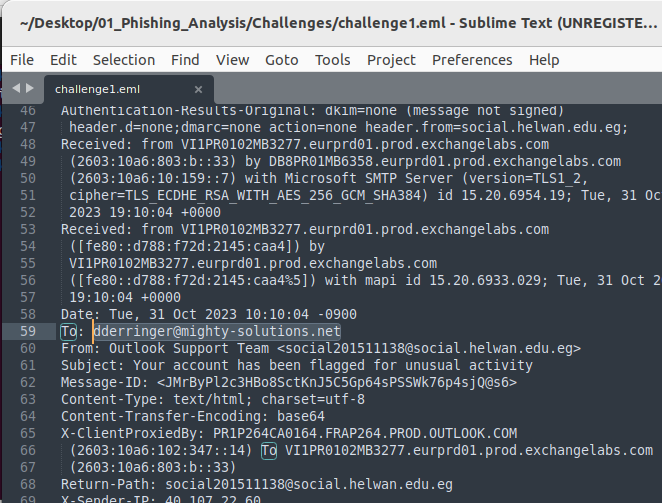 ~/Desktop/01_Phishing_Analysis/Challenges/challenge1.eml - Sublime Text (UNREGISTE...
File Edit Selection Find View Goto Tools Project Preferences Help
challenge1.eml ×
46 Authentication-Results-Original: dkim=none (message not signed)
47 header.d=none;dmarc=none action=none header.from=social.helwan.edu.eg;
48 Received: from VI1PR0102MB3277.eurprd01.prod.exchangelabs.com
49 (2603:10a6:803:b::33) by DB8PR01MB6358.eurprd01.prod.exchangelabs.com
50 (2603:10a6:10:159::7) with Microsoft SMTP Server (version=TLS1_2,
51 cipher=TLS_ECDHE_RSA_WITH_AES_256_GCM_SHA384) id 15.20.6954.19; Tue, 31 Oc
52 2023 19:10:04 +0000
53 Received: from VI1PR0102MB3277.eurprd01.prod.exchangelabs.com
54 ([fe80::d788:f72d:2145:caa4]) by
55 VI1PR0102MB3277.eurprd01.prod.exchangelabs.com
56 ([fe80::d788:f72d:2145:caa4%5]) with mapi id 15.20.6933.029; Tue, 31 Oct 2
57 19:10:04 +0000
58 Date: Tue, 31 Oct 2023 10:10:04 -0900
59 To: dderringer@mighty-solutions.net
60 From: Outlook Support Team <social201511138@social.helwan.edu.eg>
61 Subject: Your account has been flagged for unusual activity
62 Message-ID: <JMrByPl2c3HBo8SctKnJ5C5Gp64sPSSWk76p4sjQ@s6>
63 Content-Type: text/html; charset=utf-8
64 Content-Transfer-Encoding: base64
65 X-ClientProxiedBy: PR1P264CA0164.FRAP264.PROD.OUTLOOK.COM
66 (2603:10a6:102:347::14) To VI1PR0102MB3277.eurprd01.prod.exchangelabs.com
67 (2603:10a6:803:b::33)
68 Return-Path: social201511138@social.helwan.edu.eg
69 X-Sender-IP: 40.107.22.60